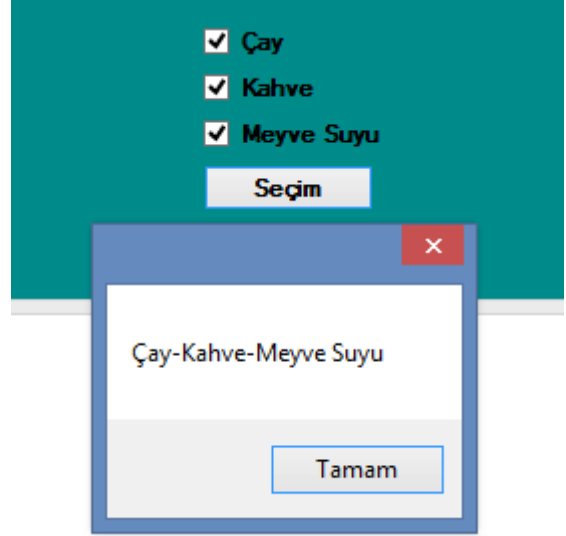 Çay
Kahve
Meyve Suyu
Seçim
Çay-Kahve-Meyve Suyu
Tamam